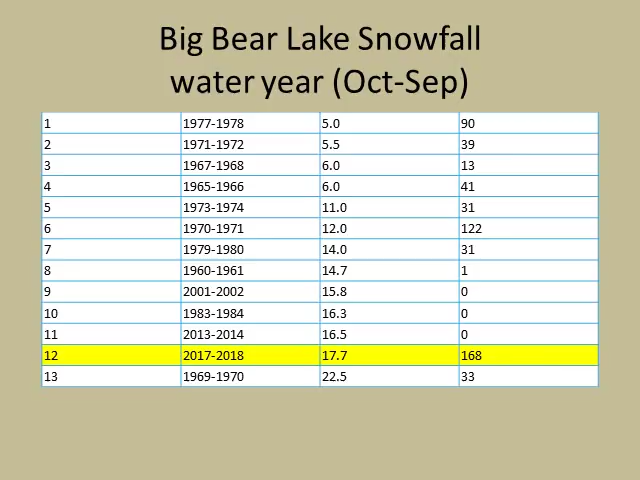 Big Bear Lake Snowfall
water year (Oct-Sep)
1 1977-1978 5.0 90
2 1971-1972 5.5 39
3 1967-1968 6.0 13
4 1965-1966 6.0 41
5 1973-1974 11.0 31
6 1970-1971 12.0 122
7 1979-1980 14.0 31
8 1960-1961 14.7 1
9 2001-2002 15.8 0
10 1983-1984 16.3 0
11 2013-2014 16.5 0
12 2017-2018 17.7 168
13 1969-1970 22.5 33